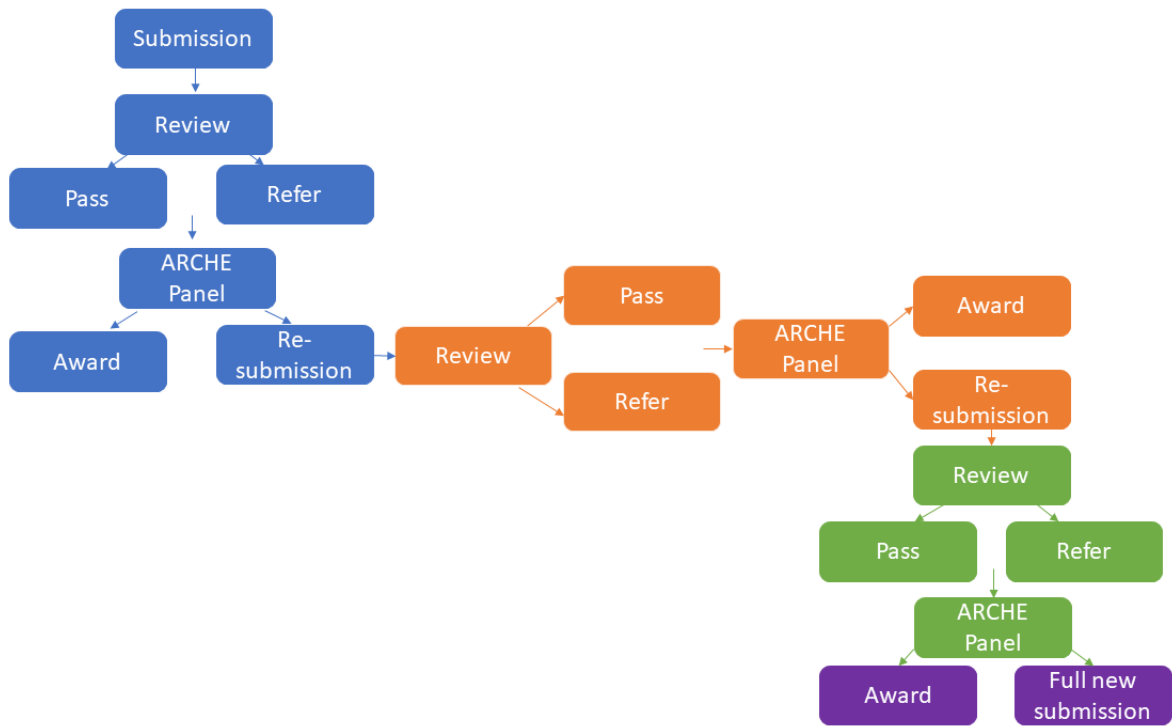 Submission
Review
Pass
Refer
ARCHE
Panel
Award
Re-
submission
Review
Pass
Refer
ARCHE
Panel
Award
Re-
submission
Review
Pass
Refer
ARCHE
Panel
Award
Full new
submission